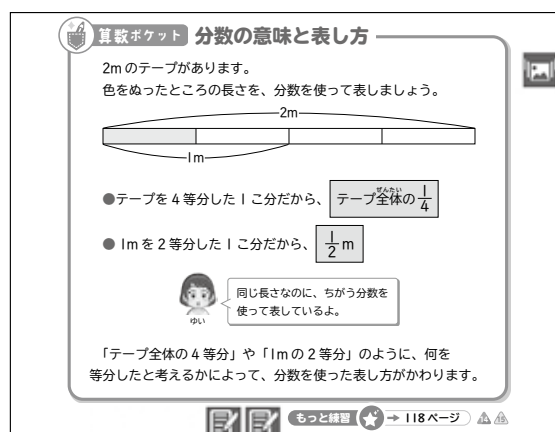 算数ポケット 分数の意味と表し方
2mのテープがあります。
色をぬったところの長さを、分数を使って表しましょう。
2m
1m
●テープを4等分した1こ分だから、 テープ全体の1/4
ぜんたい
●1mを2等分した1こ分だから、 1/2 m
同じ長さなのに、ちがう分数を
使って表しているよ。
ゆい
「テープ全体の4等分」や「1mの2等分」のように、何を
等分したと考えるかによって、分数を使った表し方がかわります。
もっと練習 → 118ページ